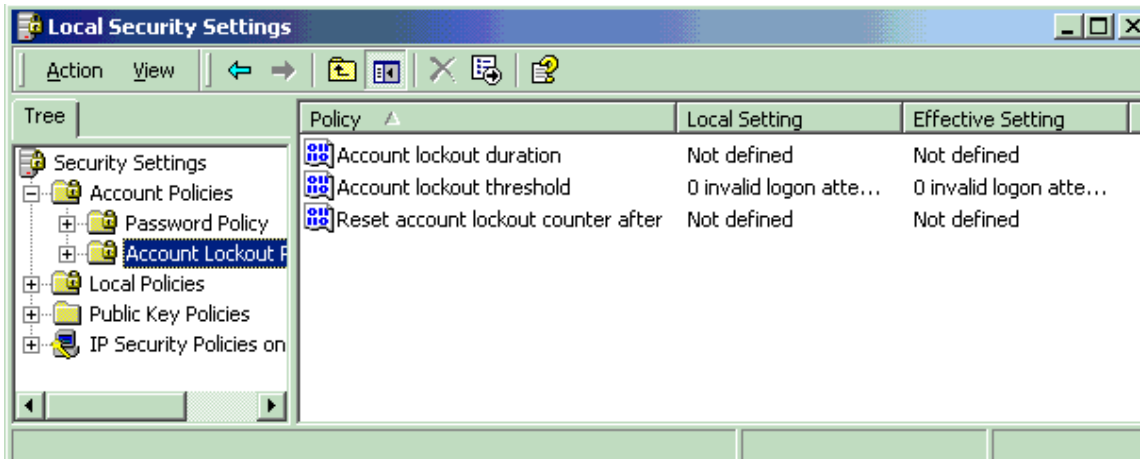 Local Security Settings
Action View
Tree
Policy Local Setting Effective Setting
Security Settings
Account Policies
Password Policy
Account Lockout P
Local Policies
Public Key Policies
IP Security Policies on
Account lockout duration Not defined Not defined
Account lockout threshold 0 invalid logon atte... 0 invalid logon atte...
Reset account lockout counter after Not defined Not defined